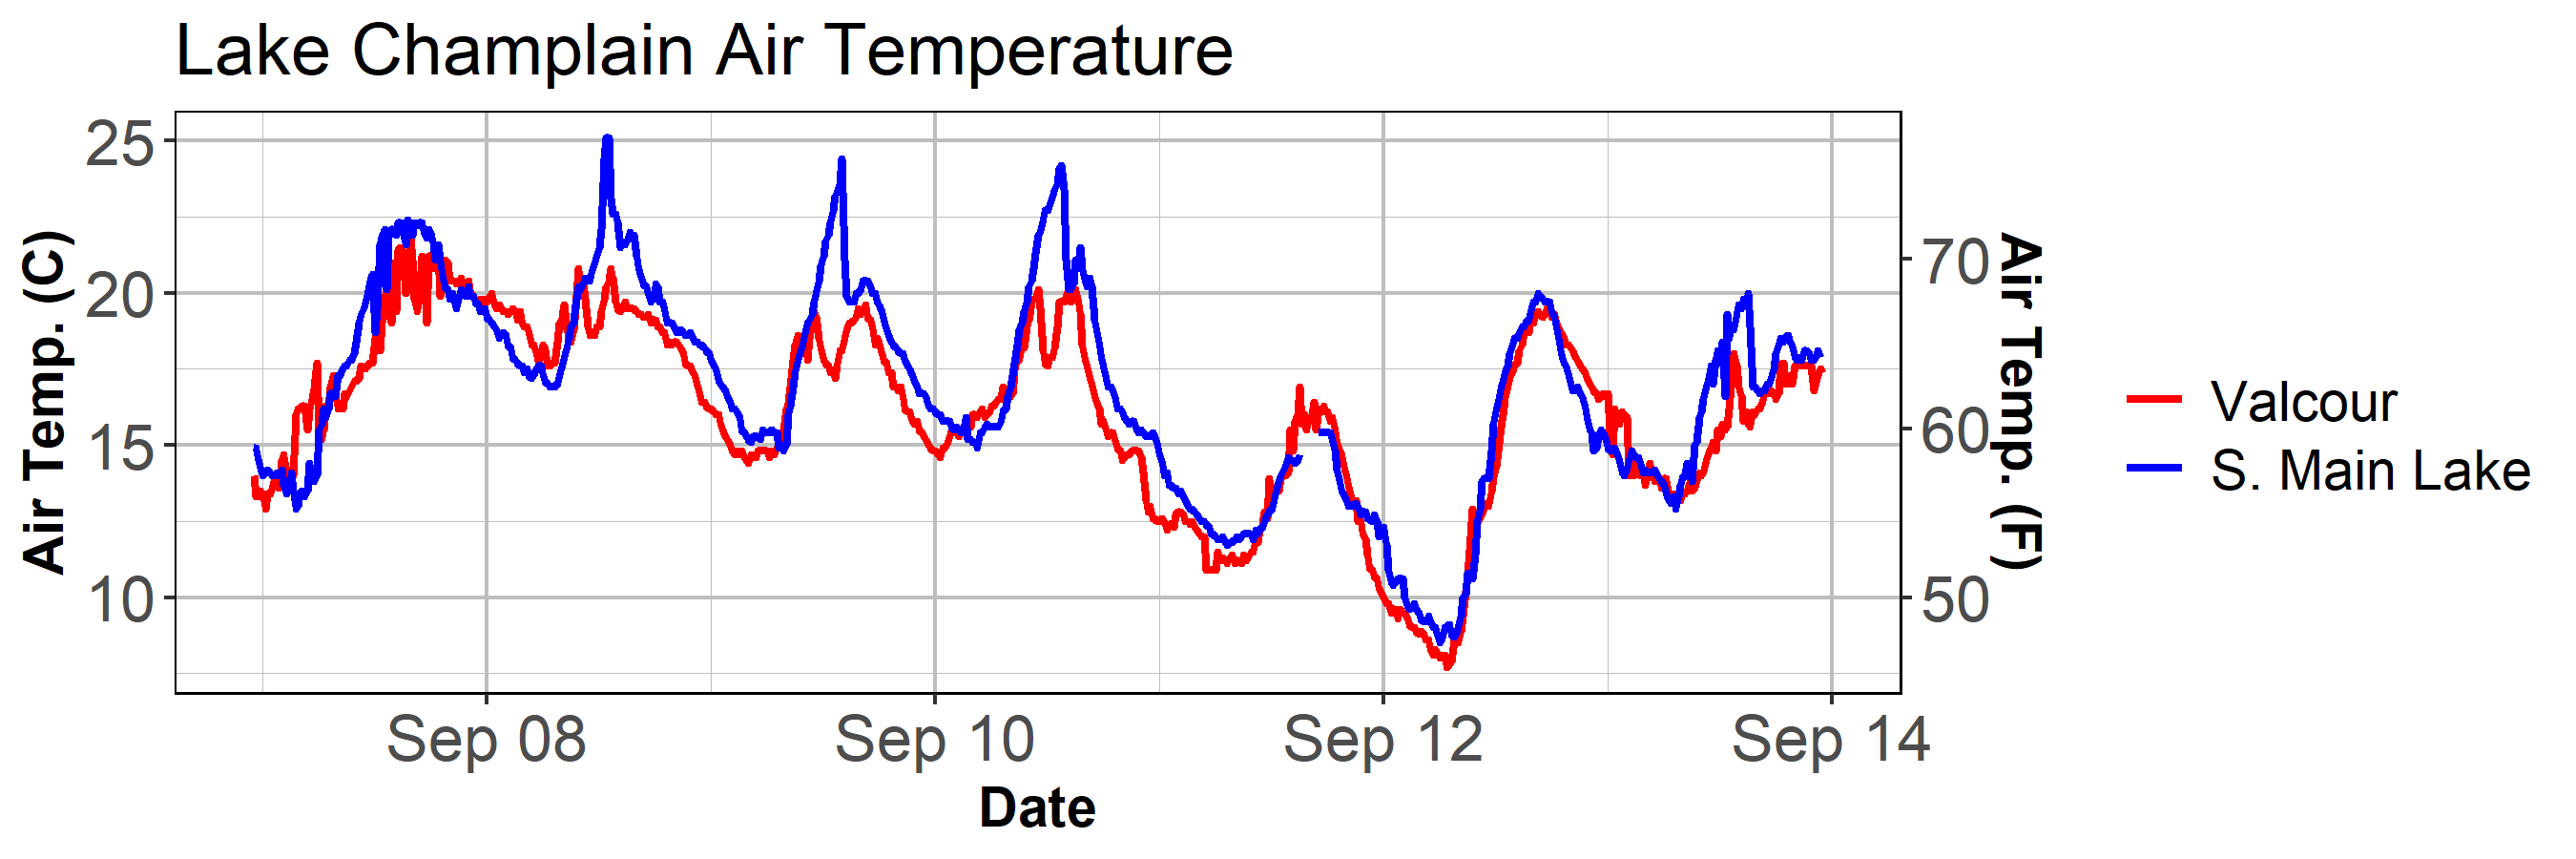 Lake Champlain Air Temperature
Air Temp. (C)
25
20
15
10
70
60
50
Air Temp. (F)
Sep 08
Sep 10
Sep 12
Sep 14
Date
Valcour
S. Main Lake